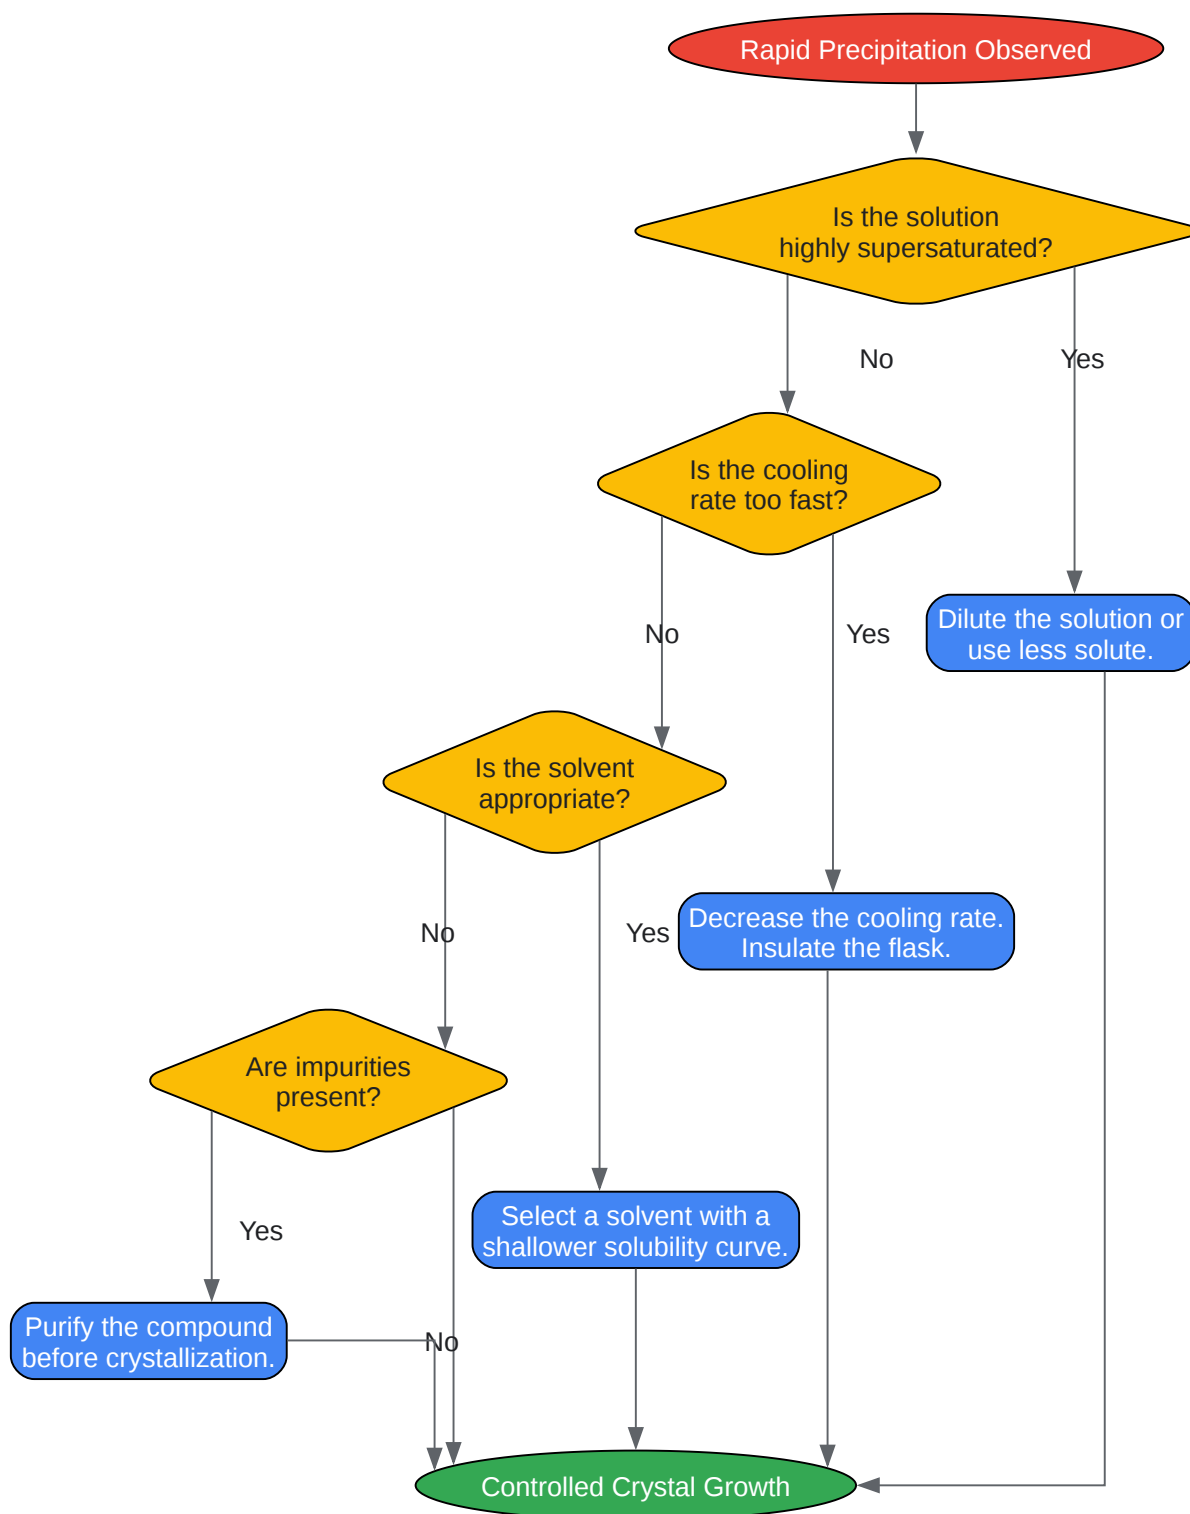 Rapid Precipitation Observed
Is the solution
highly supersaturated?
No
Yes
Is the cooling
rate too fast?
Dilute the solution or
use less solute.
No
Yes
Is the solvent
appropriate?
Decrease the cooling rate.
Insulate the flask.
No
Yes
Are impurities
present?
Select a solvent with a
shallower solubility curve.
Yes
Purify the compound
before crystallization.
No
Controlled Crystal Growth